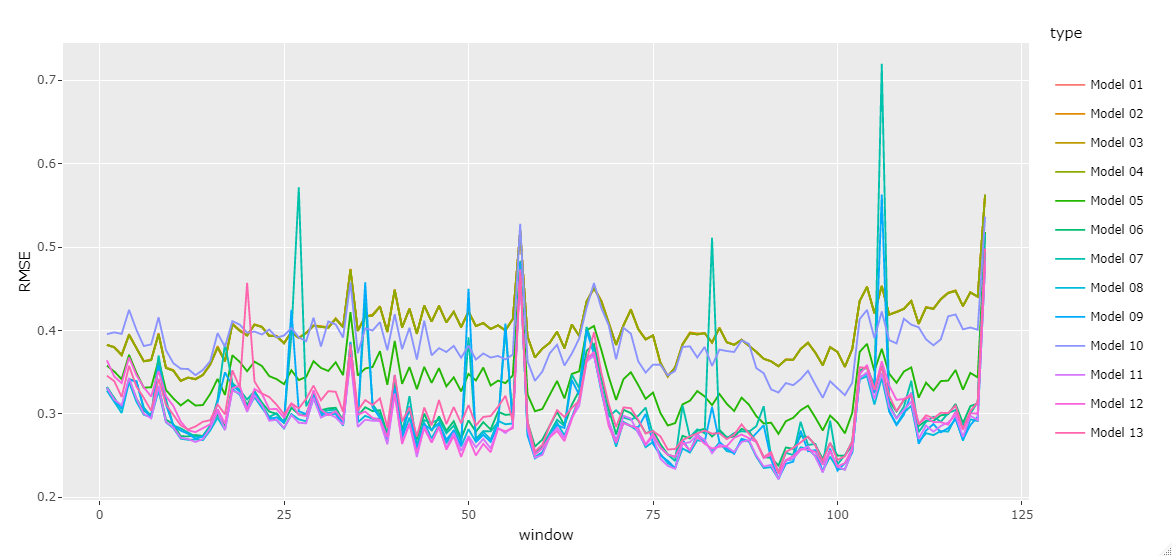 type
Model 01
Model 02
Model 03
Model 04
Model 05
Model 06
Model 07
Model 08
Model 09
Model 10
Model 11
Model 12
Model 13
RMSE
0.7
0.6
0.5
0.4
0.3
0.2
0 25 50 75 100 125
window